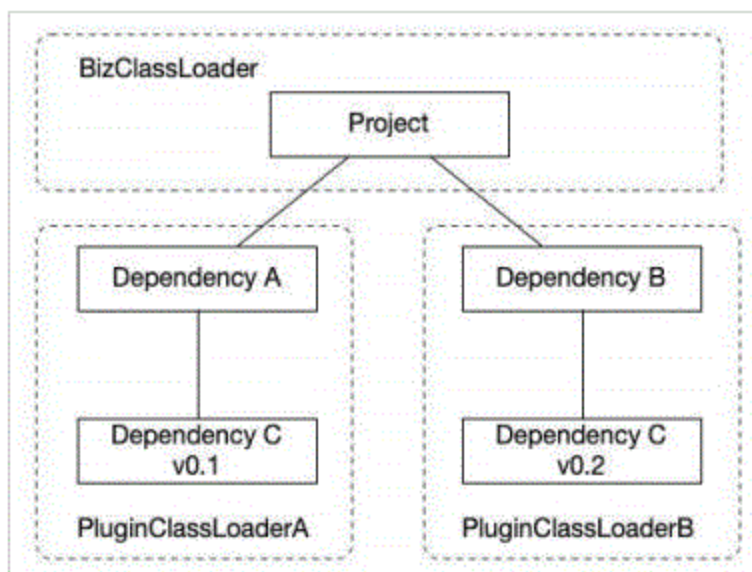 BizClassLoader
Project
Dependency A
Dependency B
Dependency C
v0.1
Dependency C
v0.2
PluginClassLoaderA
PluginClassLoaderB